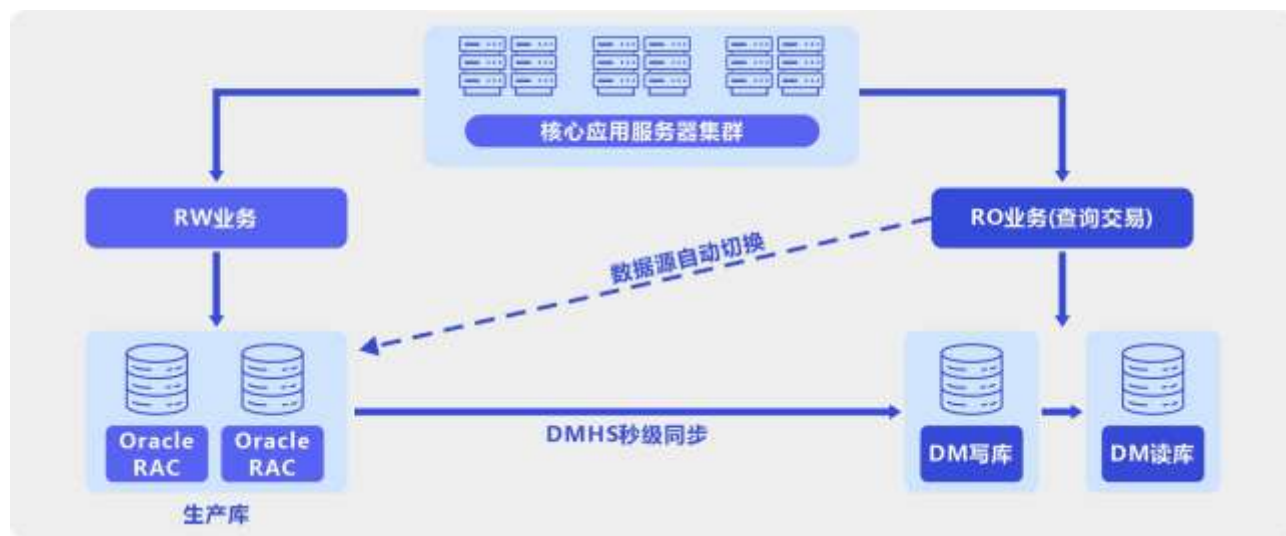 核心应用服务器集群
RW业务
RO业务(查询交易)
数据源自动切换
Oracle
RAC
Oracle
RAC
DMHS秒级同步
DM写库
DM读库
生产库